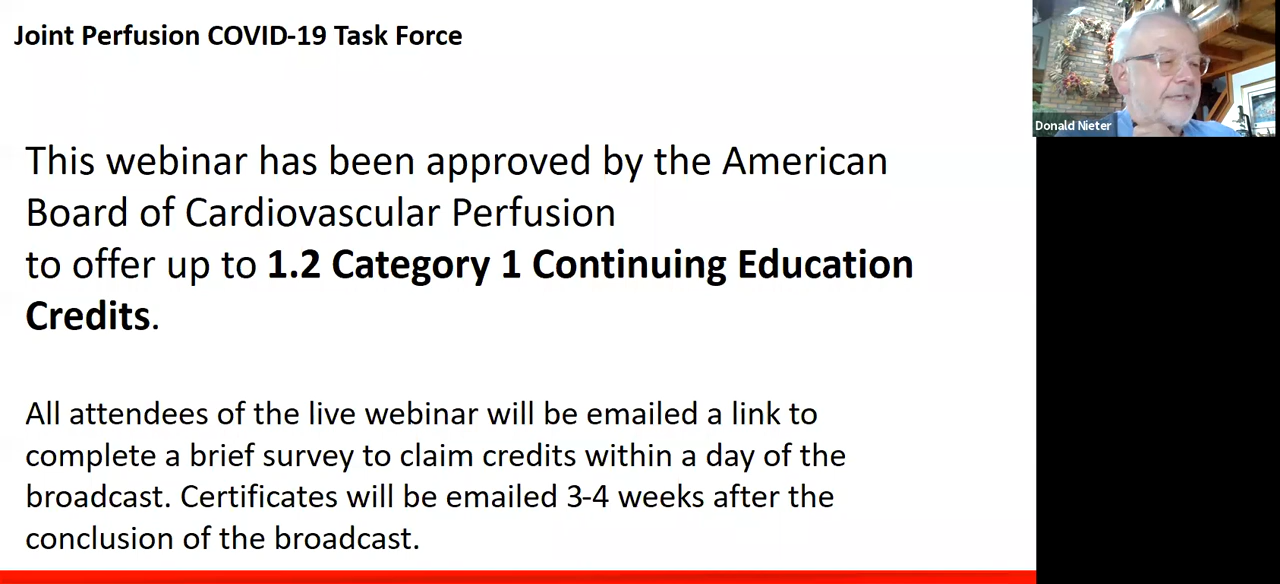 Joint Perfusion COVID-19 Task Force
Donald Nieter
This webinar has been approved by the American
Board of Cardiovascular Perfusion
to offer up to 1.2 Category 1 Continuing Education
Credits.
All attendees of the live webinar will be emailed a link to
complete a brief survey to claim credits within a day of the
broadcast. Certificates will be emailed 3-4 weeks after the
conclusion of the broadcast.